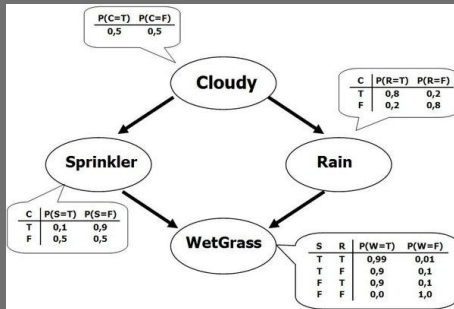 P(C=T) P(C=F)
0,5 0,5
Cloudy
C P(R=T) P(R=F)
T 0,8 0,2
F 0,2 0,8
Sprinkler
Rain
C P(S=T) P(S=F)
T 0,1 0,9
F 0,5 0,5
WetGrass
S R P(W=T) P(W=F)
T T 0,99 0,01
T F 0,9 0,1
F T 0,9 0,1
F F 0,0 1,0